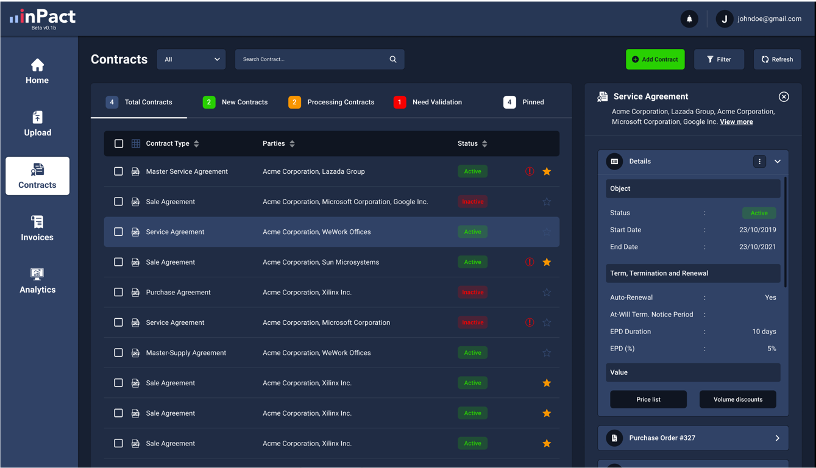 inPact
Beta v0.1b
J johndoe@gmail.com
Home
Upload
Contracts
Invoices
Analytics
Contracts
All
Search Contract...
Add Contract
Filter
Refresh
4 Total Contracts
2 New Contracts
2 Processing Contracts
1 Need Validation
4 Pinned
Contract Type Parties Status
Master Service Agreement Acme Corporation, Lazada Group Active
Sale Agreement Acme Corporation, Microsoft Corporation, Google Inc. Inactive
Service Agreement Acme Corporation, WeWork Offices Active
Sale Agreement Acme Corporation, Sun Microsystems Active
Purchase Agreement Acme Corporation, Xilinx Inc. Inactive
Service Agreement Acme Corporation, Microsoft Corporation Inactive
Master-Supply Agreement Acme Corporation, WeWork Offices Active
Sale Agreement Acme Corporation, Xilinx Inc. Active
Sale Agreement Acme Corporation, Xilinx Inc. Active
Sale Agreement Acme Corporation, Xilinx Inc. Active
Service Agreement
Acme Corporation, Lazada Group, Acme Corporation,
Microsoft Corporation, Google Inc. View more
Details
Object
Status : Active
Start Date : 23/10/2019
End Date : 23/10/2021
Term, Termination and Renewal
Auto-Renewal : Yes
At-Will Term. Notice Period :
EPD Duration : 10 days
EPD (%) : 5%
Value
Price list
Volume discounts
Purchase Order #327